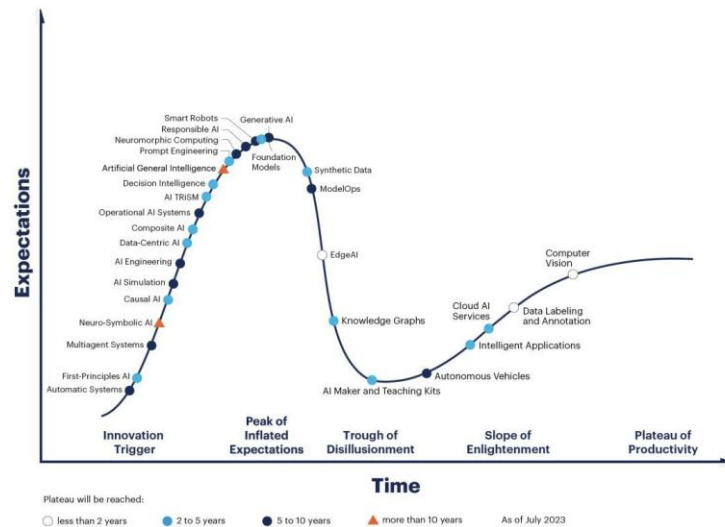 Expectations
Smart Robots
Generative AI
Responsible AI
Neuromorphic Computing
Prompt Engineering
Foundation
Models
Artificial General Intelligence
Decision Intelligence
AI TRiSM
Operational AI Systems
Composite AI
Data-Centric AI
AI Engineering
AI Simulation
Causal AI
Neuro-Symbolic AI
Multiagent Systems
First-Principles AI
Automatic Systems
Synthetic Data
ModelOps
EdgeAI
Knowledge Graphs
AI Maker and Teaching Kits
Autonomous Vehicles
Intelligent Applications
Cloud AI
Services
Data Labeling
and Annotation
Computer
Vision
Innovation
Trigger
Peak of
Inflated
Expectations
Trough of
Disillusionment
Slope of
Enlightenment
Plateau of
Productivity
Time
Plateau will be reached:
less than 2 years
2 to 5 years
5 to 10 years
more than 10 years
As of July 2023